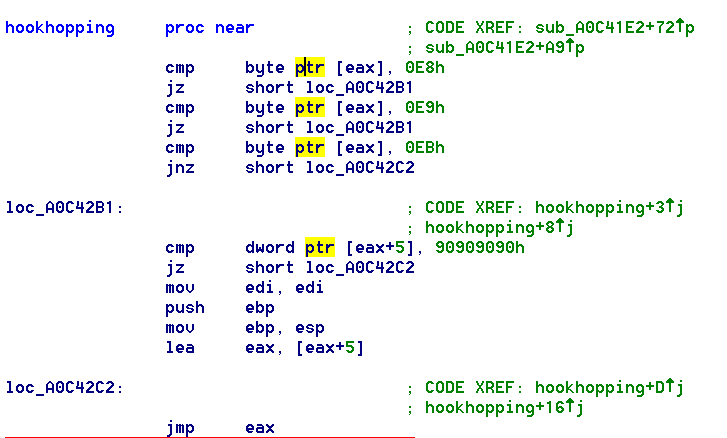 hookhopping     proc near               ; CODE XREF: sub_A0C41E2+72↑p
                                        ; sub_A0C41E2+A9↑p
                cmp     byte ptr [eax], 0E8h
                jz      short loc_A0C42B1
                cmp     byte ptr [eax], 0E9h
                jz      short loc_A0C42B1
                cmp     byte ptr [eax], 0EBh
                jnz     short loc_A0C42C2

loc_A0C42B1:                            ; CODE XREF: hookhopping+3↑j
                                        ; hookhopping+8↑j
                cmp     dword ptr [eax+5], 90909090h
                jz      short loc_A0C42C2
                mov     edi, edi
                push    ebp
                mov     ebp, esp
                lea     eax, [eax+5]

loc_A0C42C2:                            ; CODE XREF: hookhopping+D↑j
                                        ; hookhopping+16↑j
                jmp     eax